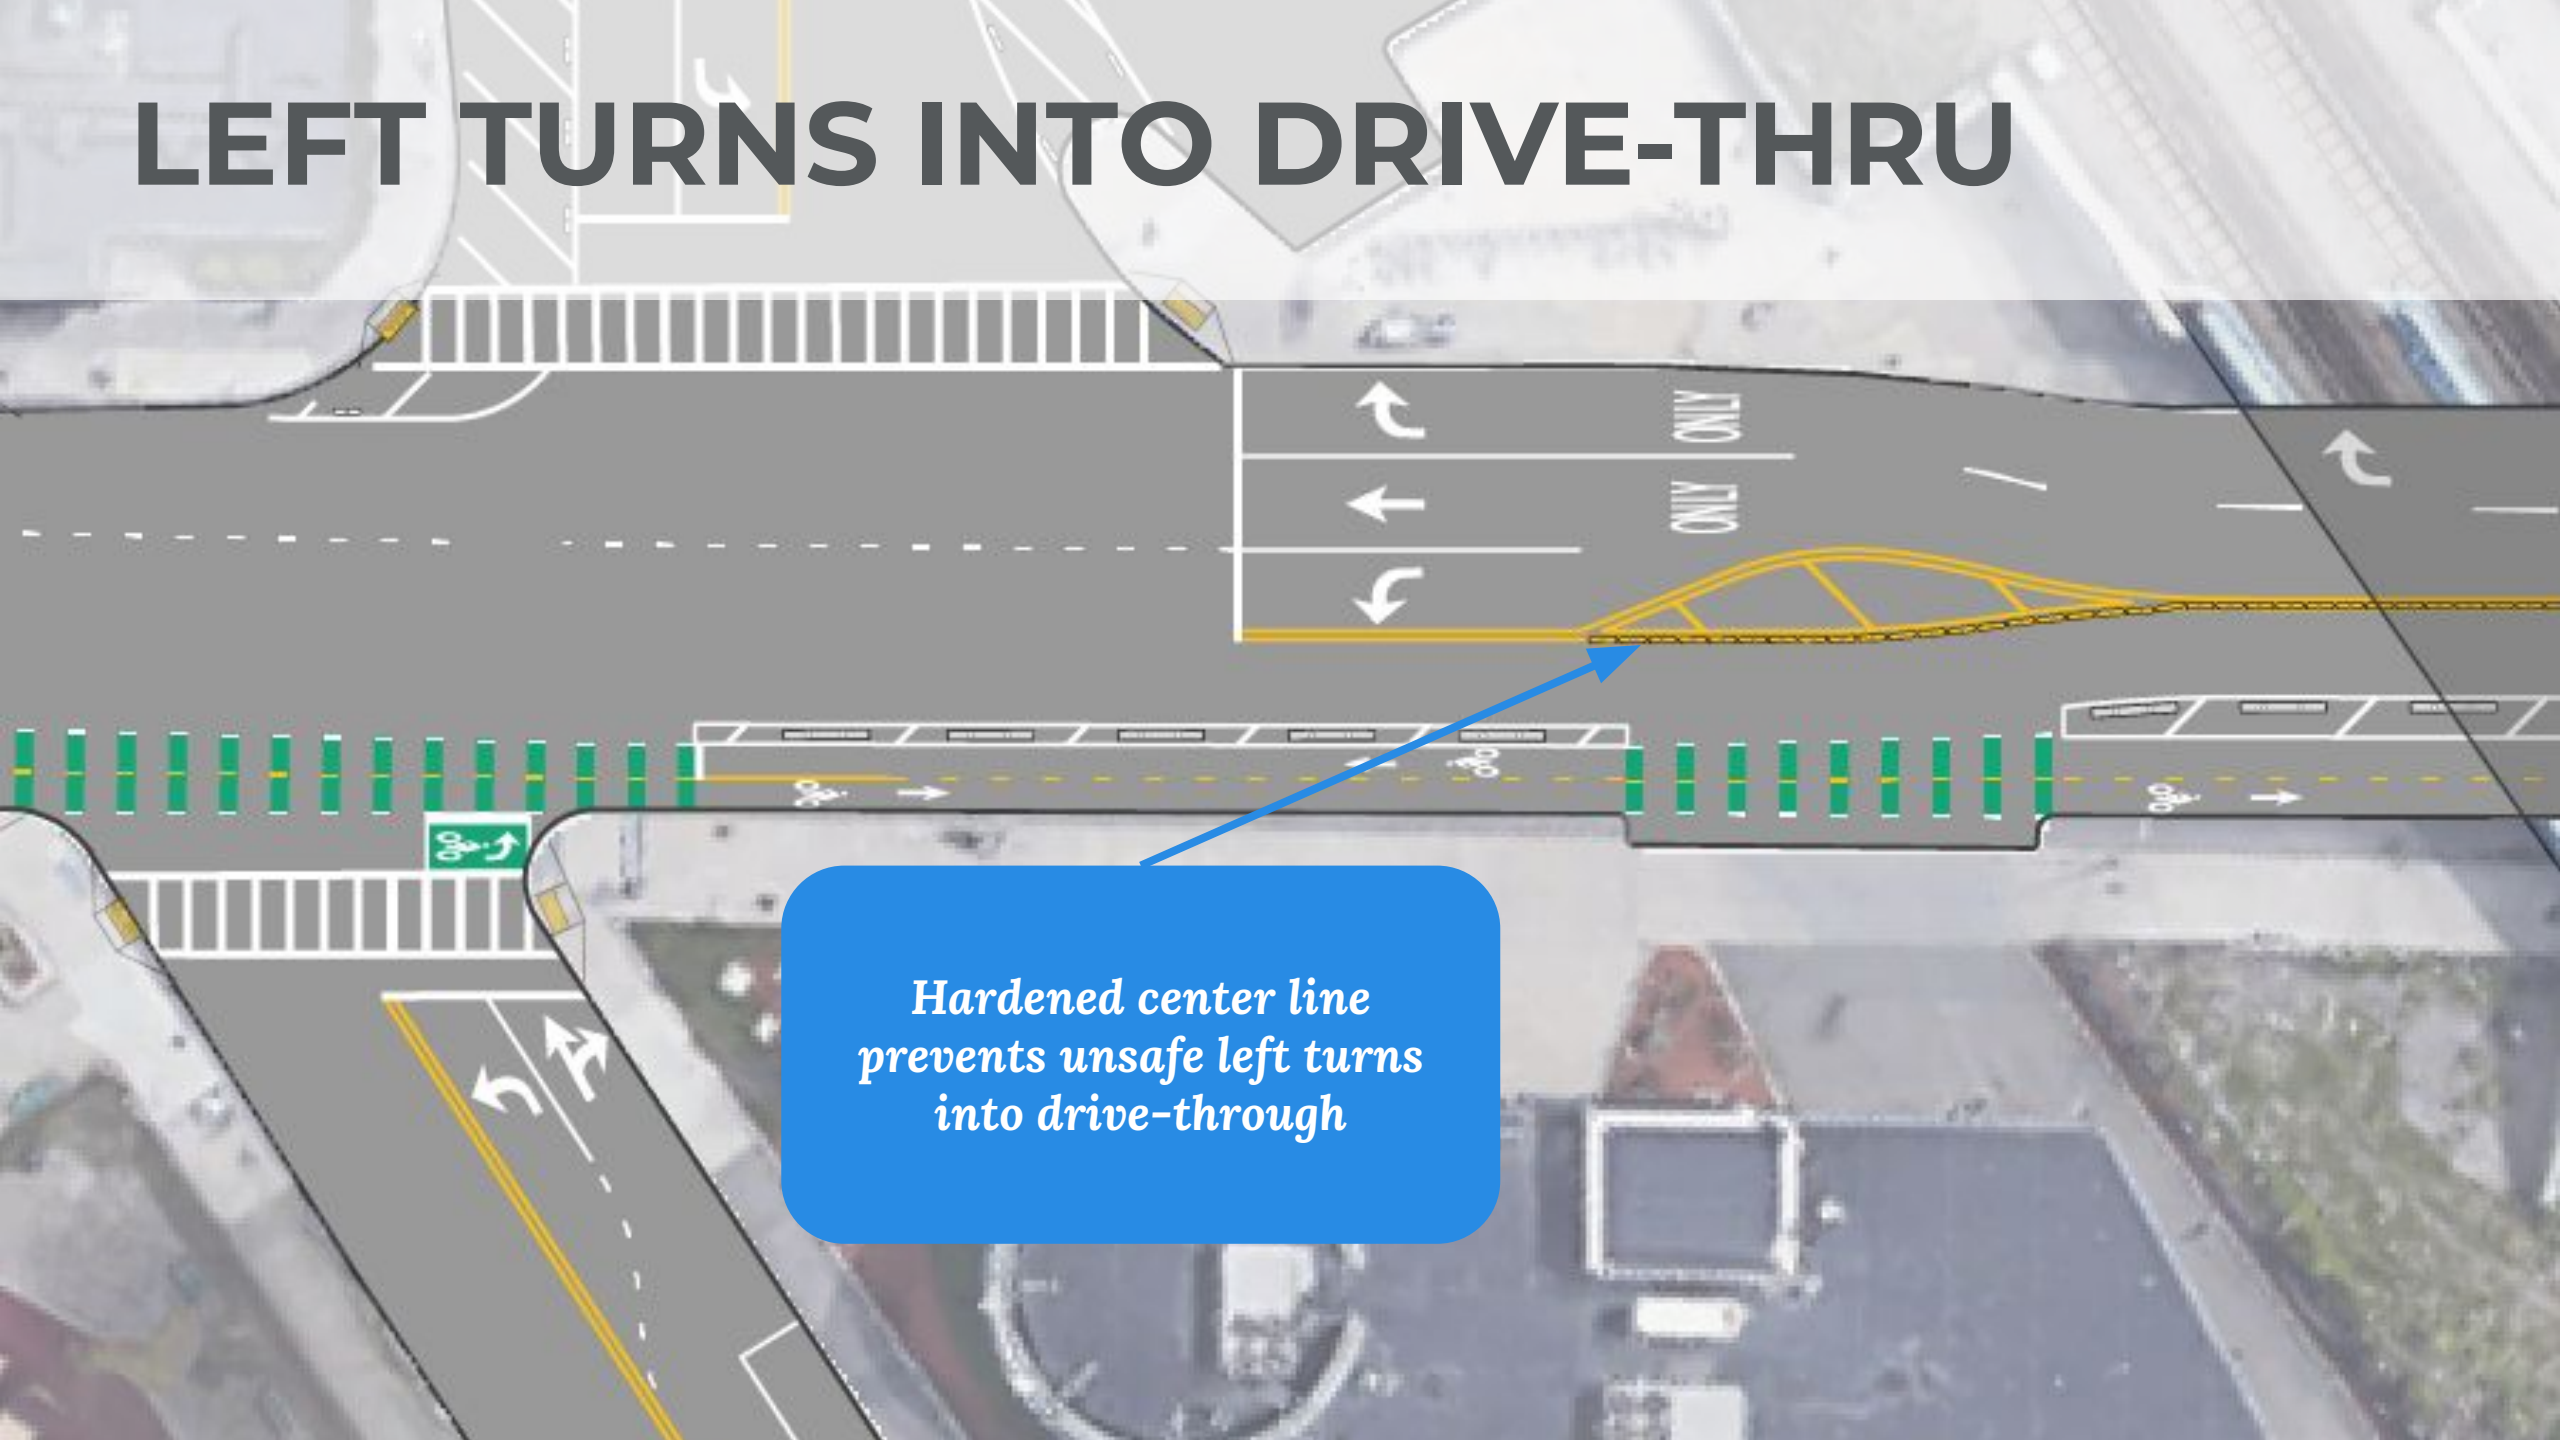 LEFT TURNS INTO DRIVE-THRU
ONLY
ONLY
Hardened center line
prevents unsafe left turns
into drive-through